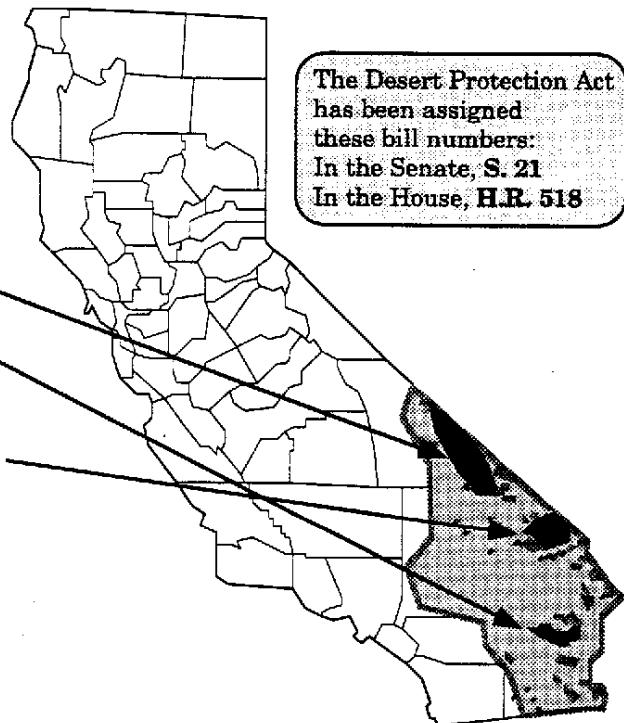 The Desert Protection Act
has been assigned
these bill numbers:
In the Senate, S. 21
In the House, H.R. 518